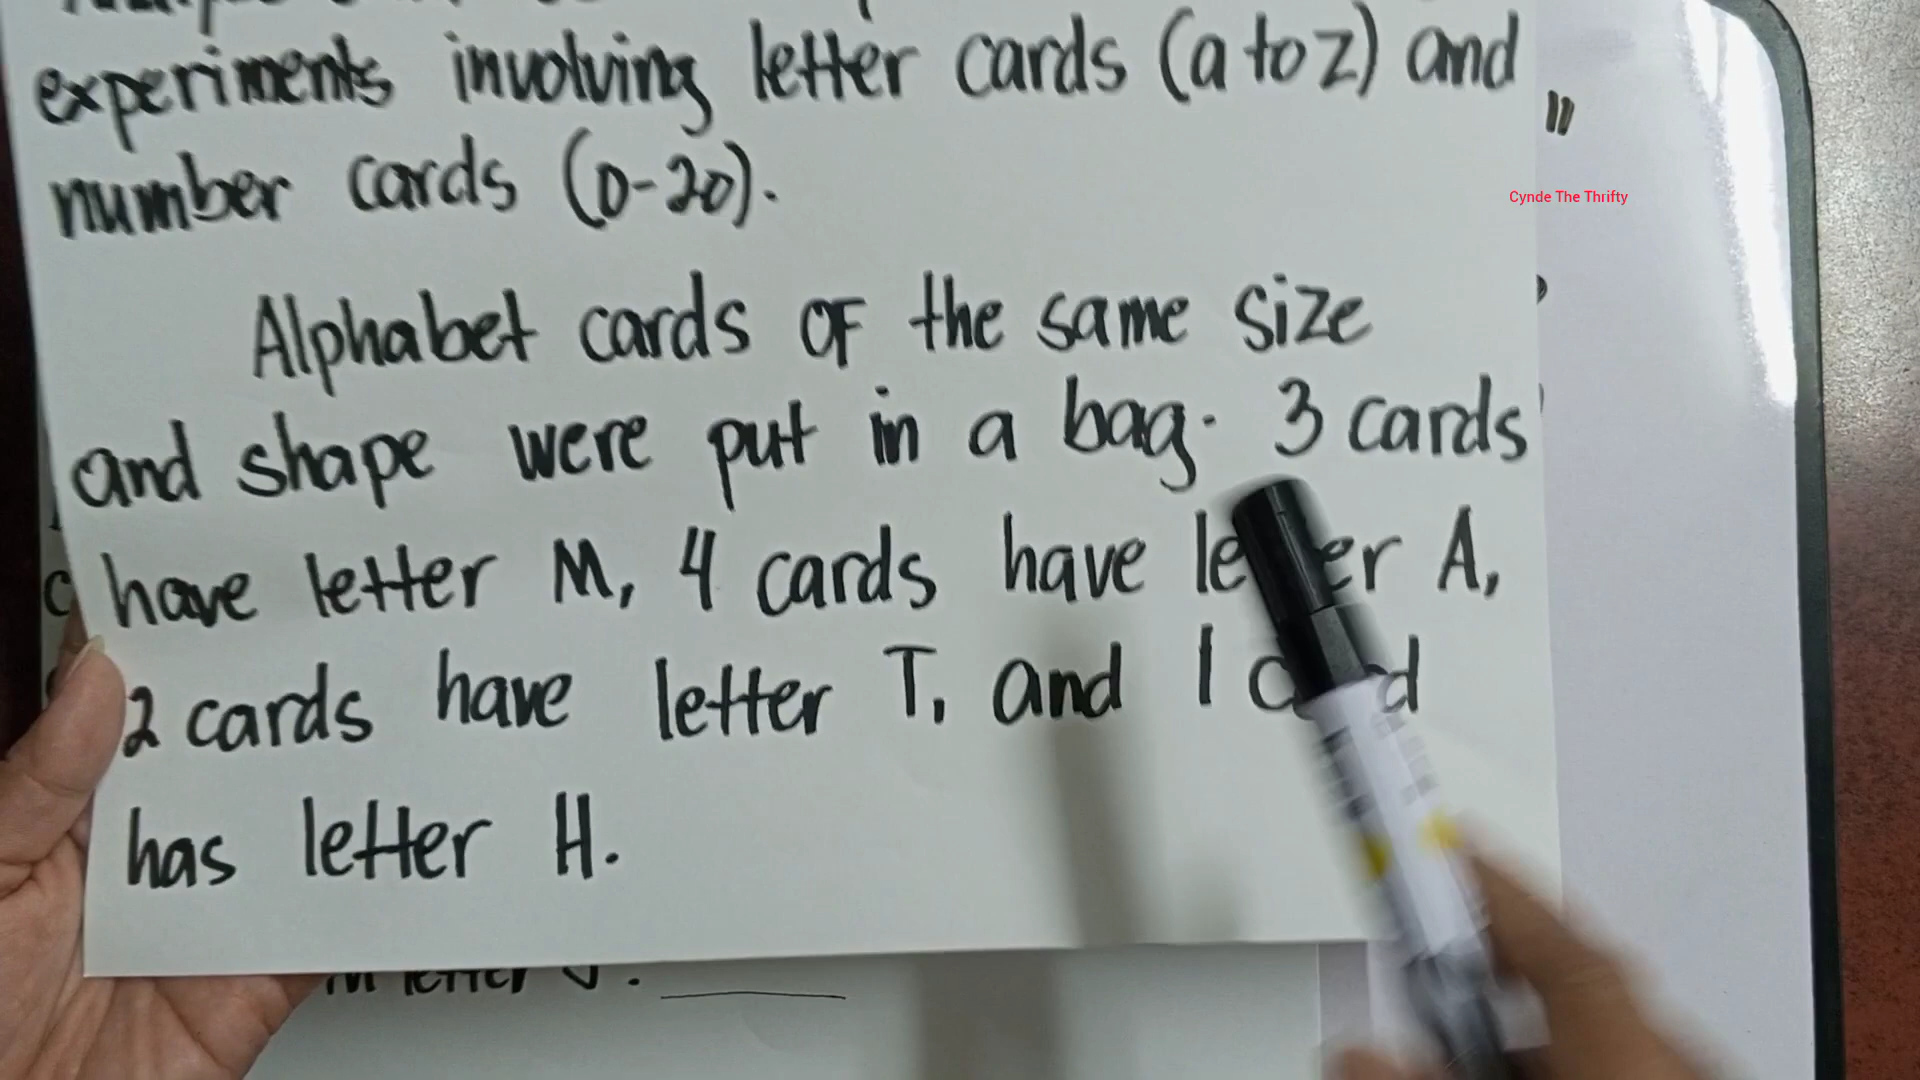 experiments involving letter cards (a to z) and
number cards (0-20).
Cynde The Thrifty
Alphabet cards of the same size
and shape were put in a bag. 3 cards
have letter M, 4 cards have letter A,
2 cards have letter T, and 1 card
has letter H.